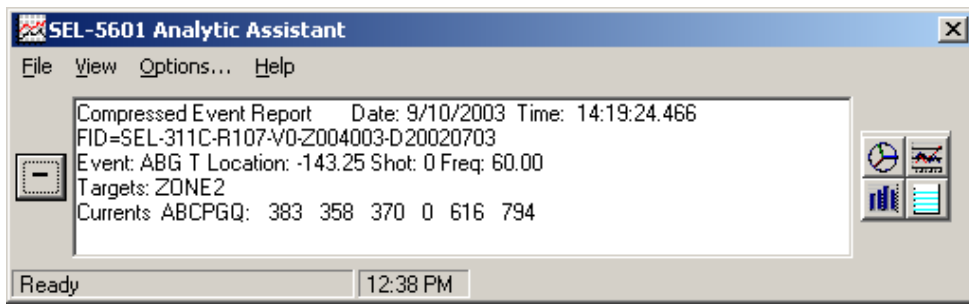 SEL-5601 Analytic Assistant
File View Options... Help
Compressed Event Report Date: 9/10/2003 Time: 14:19:24.466
FID=SEL-311C-R107-V0-Z004003-D20020703
Event: ABG T Location: -143.25 Shot: 0 Freq: 60.00
Targets: ZONE2
Currents ABCPGQ: 383 358 370 0 616 794
Ready 12:38 PM